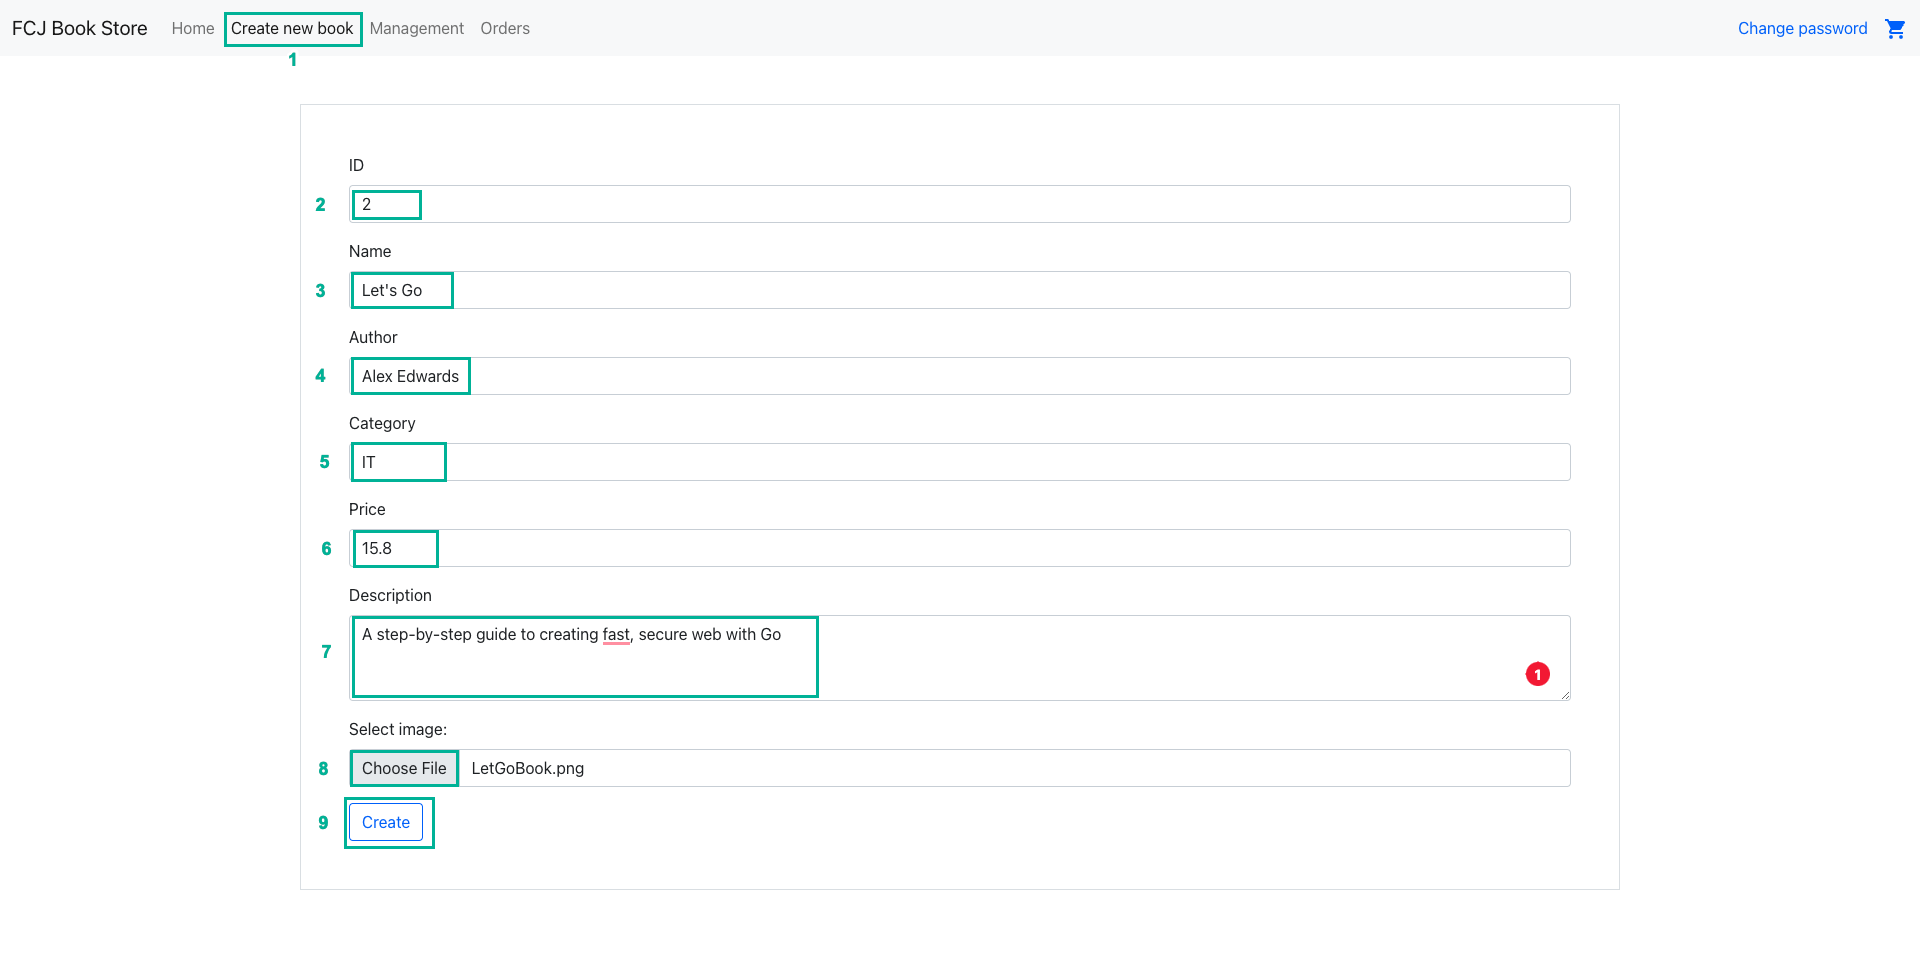 FCJ Book Store Home Create new book Management Orders Change password
1
ID
2 2
Name
3 Let's Go
Author
4 Alex Edwards
Category
5 IT
Price
6 15.8
Description
7 A step-by-step guide to creating fast, secure web with Go
1
Select image:
8 Choose File LetGoBook.png
9 Create